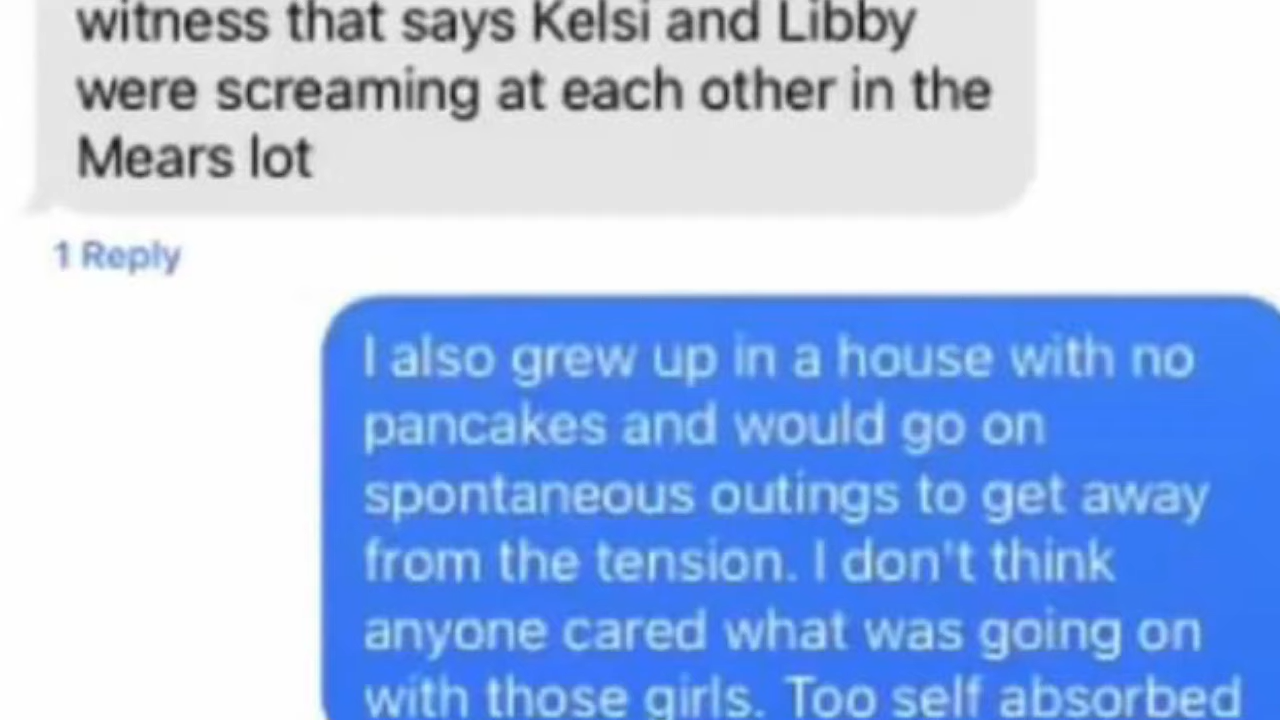 witness that says Kelsi and Libby
were screaming at each other in the
Mears lot
1 Reply
I also grew up in a house with no
pancakes and would go on
spontaneous outings to get away
from the tension. I don't think
anyone cared what was going on
with those girls. Too self absorbed